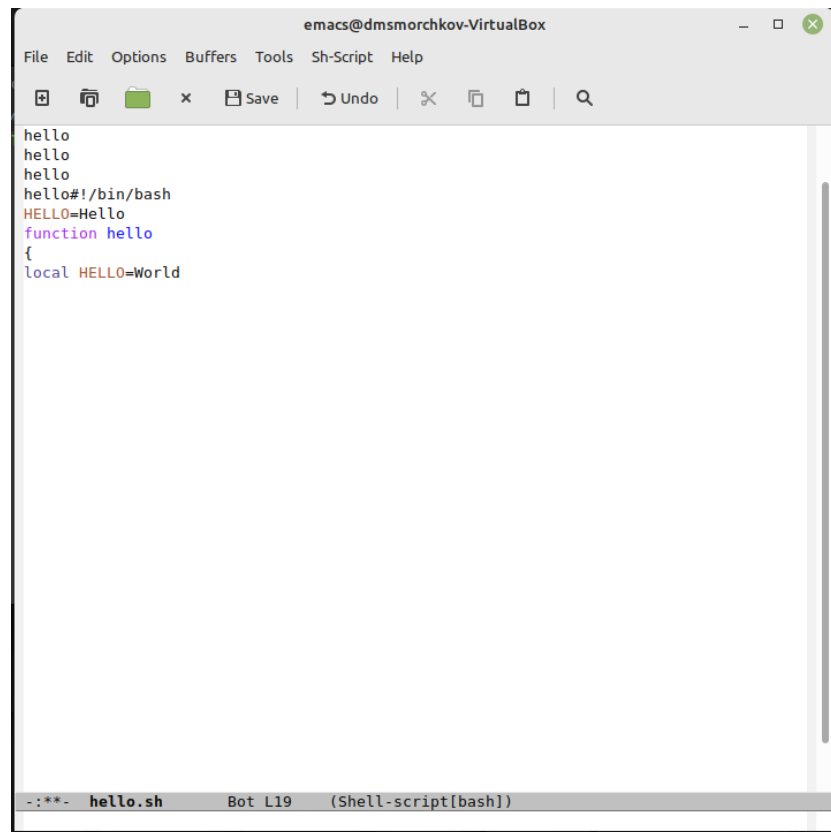 emacs@dmsmorchkov-VirtualBox
File Edit Options Buffers Tools Sh-Script Help
Save Undo
hello
hello
hello
hello#!/bin/bash
HELLO=Hello
function hello
{
local HELLO=World
-:**- hello.sh Bot L19 (Shell-script[bash])